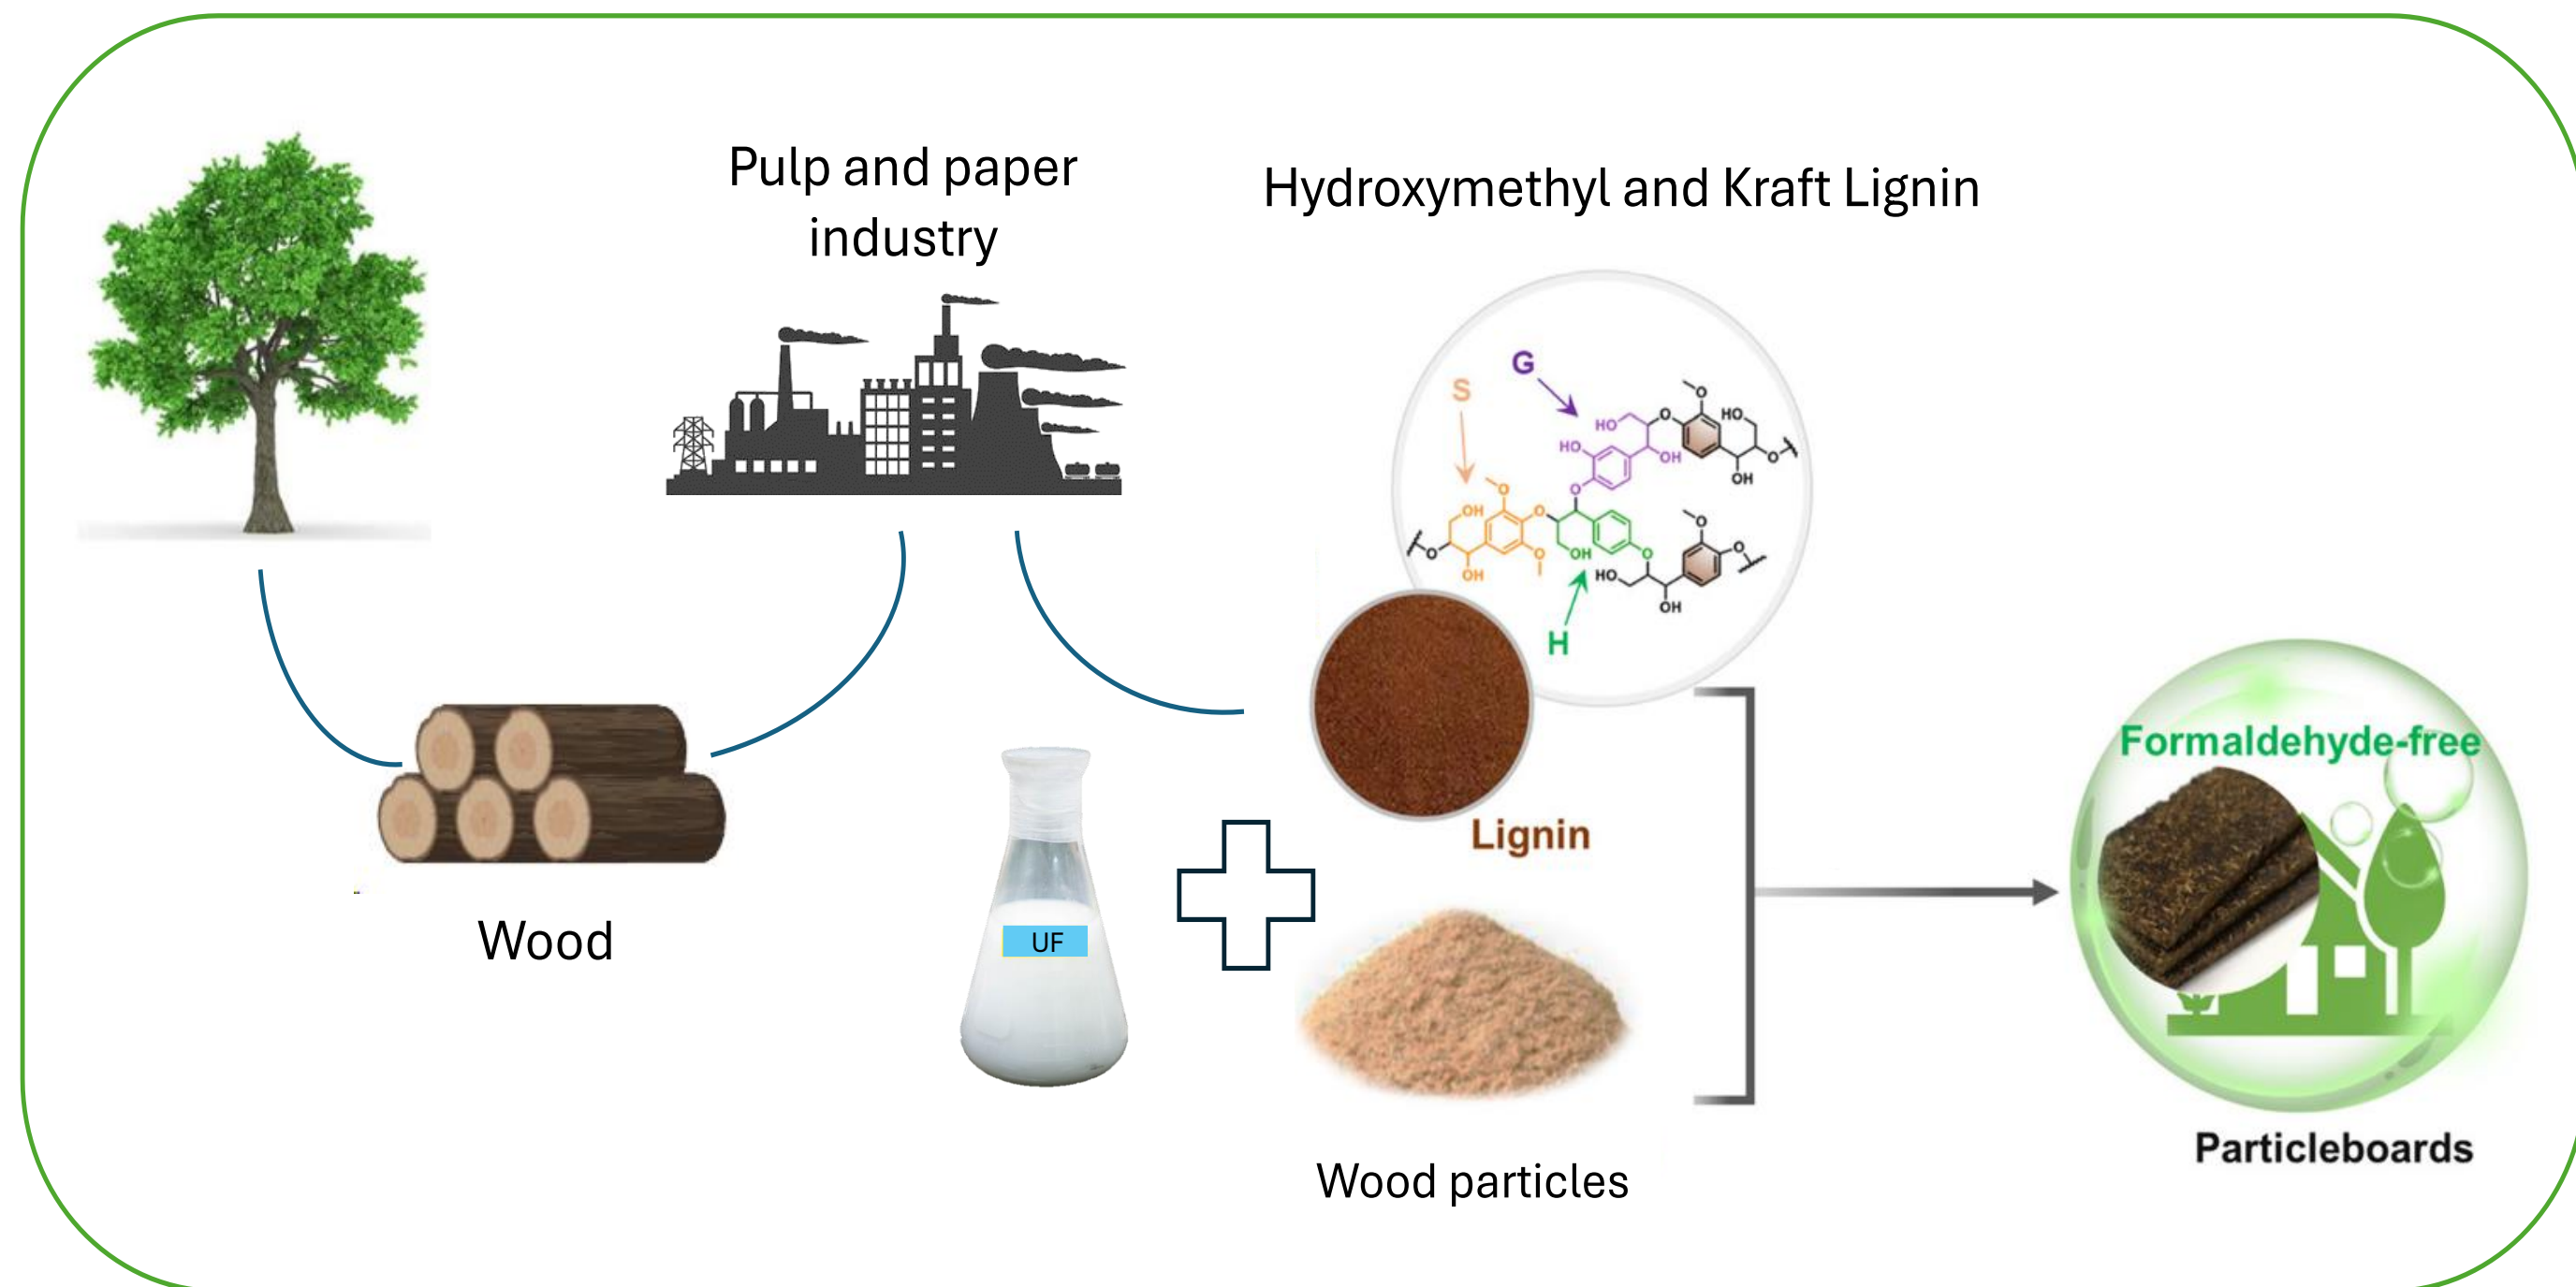 Pulp and paper
industry
Hydroxymethyl and Kraft Lignin
G
S
HO
O
O
HO
HO
OH
O
OH
O
O
OH
O
O
O
OH
O
O
O
OH
HO
OH
H
Lignin
Formaldehyde-free
UF
Wood
Wood particles
Particleboards